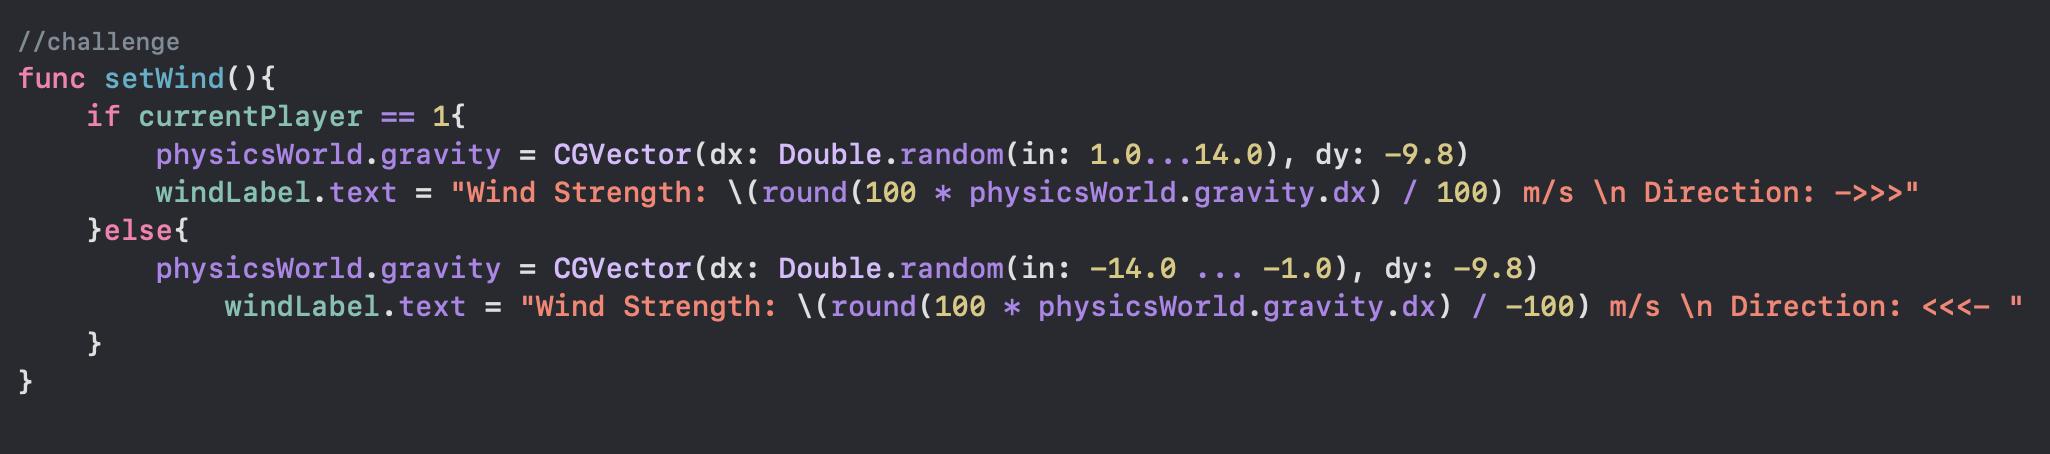 //challenge
func setWind(){
    if currentPlayer == 1{
        physicsWorld.gravity = CGVector(dx: Double.random(in: 1.0...14.0), dy: -9.8)
        windLabel.text = "Wind Strength: \(round(100 * physicsWorld.gravity.dx) / 100) m/s \n Direction: ->>>"
    }else{
        physicsWorld.gravity = CGVector(dx: Double.random(in: -14.0 ... -1.0), dy: -9.8)
            windLabel.text = "Wind Strength: \(round(100 * physicsWorld.gravity.dx) / -100) m/s \n Direction: <<<- "
    }
}